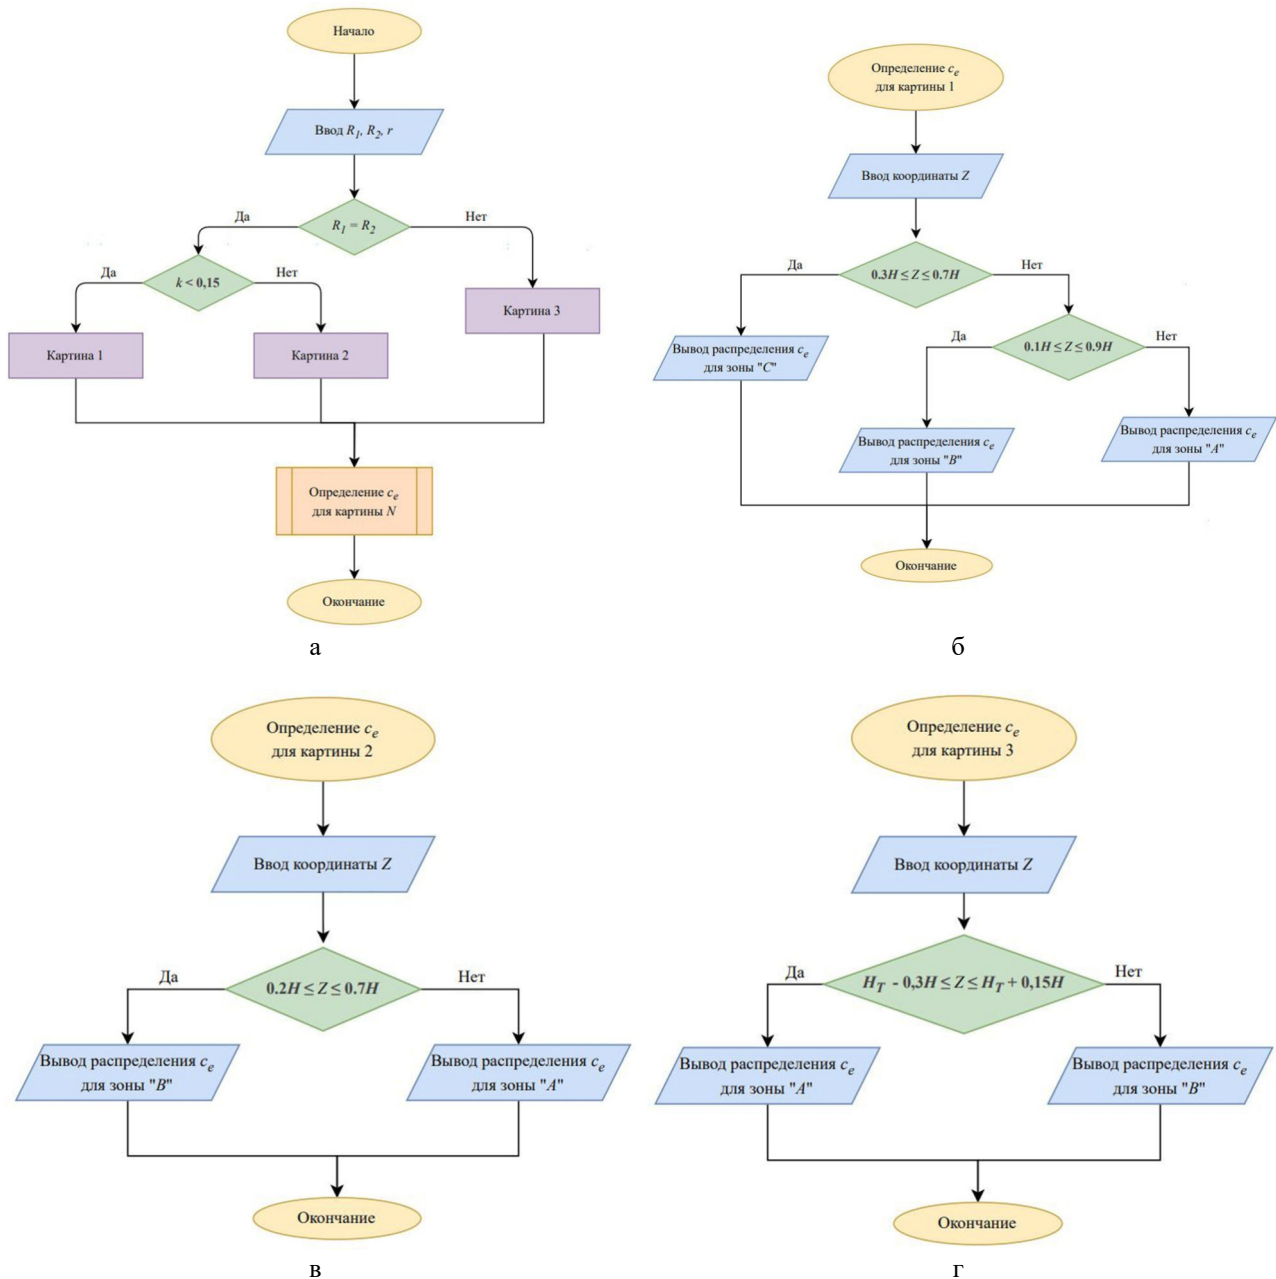 Начало
Ввод R1, R2, r
R1 = R2
Да
Нет
k < 0,15
Да
Нет
Картина 1
Картина 2
Картина 3
Определение ce
для картины N
Окончание
а
Определение ce
для картины 1
Ввод координаты Z
0.3H ≤ Z ≤ 0.7H
Да
Нет
Вывод распределения ce
для зоны "C"
0.1H ≤ Z ≤ 0.9H
Да
Нет
Вывод распределения ce
для зоны "B"
Вывод распределения ce
для зоны "A"
Окончание
б
Определение ce
для картины 2
Ввод координаты Z
0.2H ≤ Z ≤ 0.7H
Да
Нет
Вывод распределения ce
для зоны "B"
Вывод распределения ce
для зоны "A"
Окончание
в
Определение ce
для картины 3
Ввод координаты Z
HT - 0,3H ≤ Z ≤ HT + 0,15H
Да
Нет
Вывод распределения ce
для зоны "A"
Вывод распределения ce
для зоны "B"
Окончание
г